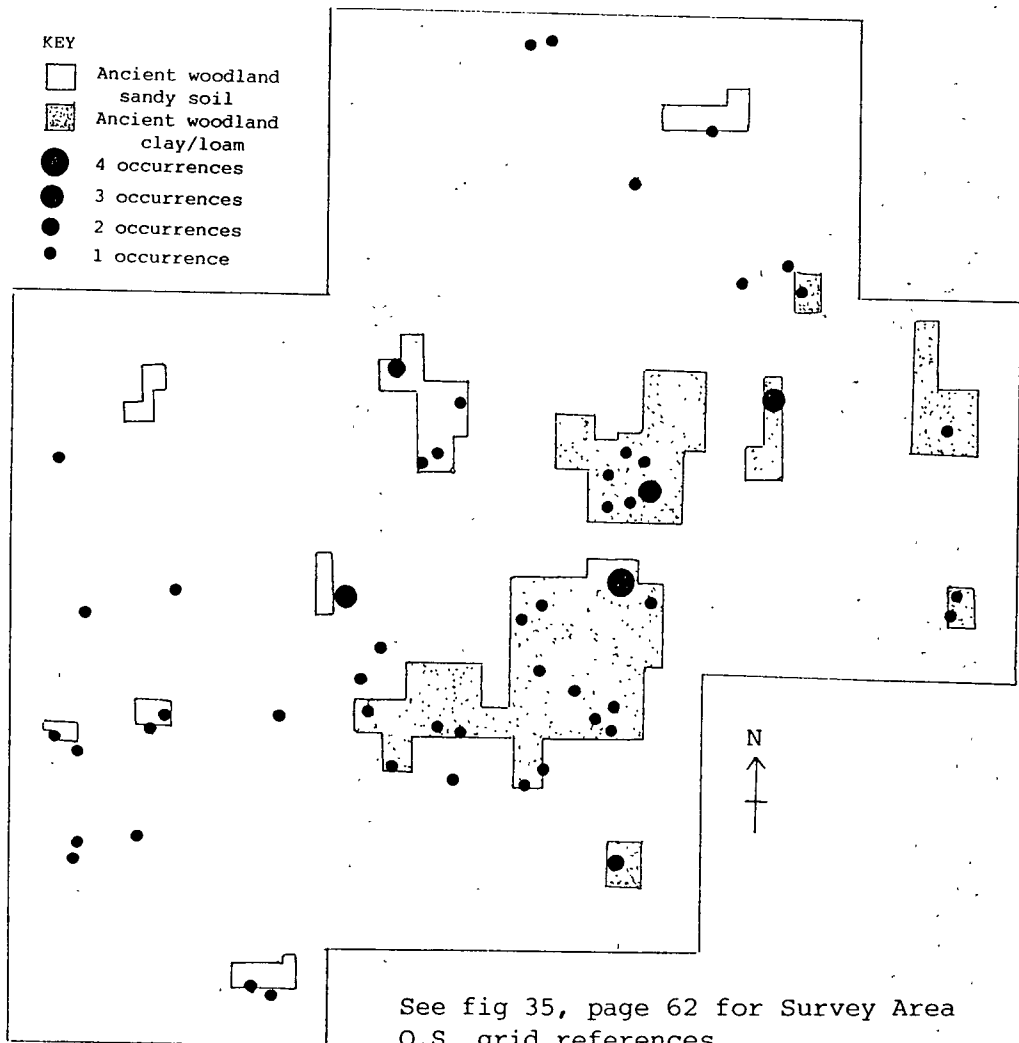 KEY
Ancient woodland
sandy soil
Ancient woodland
clay/loam
4 occurrences
3 occurrences
2 occurrences
1 occurrence
N
See fig 35, page 62 for Survey Area
O.S. grid references